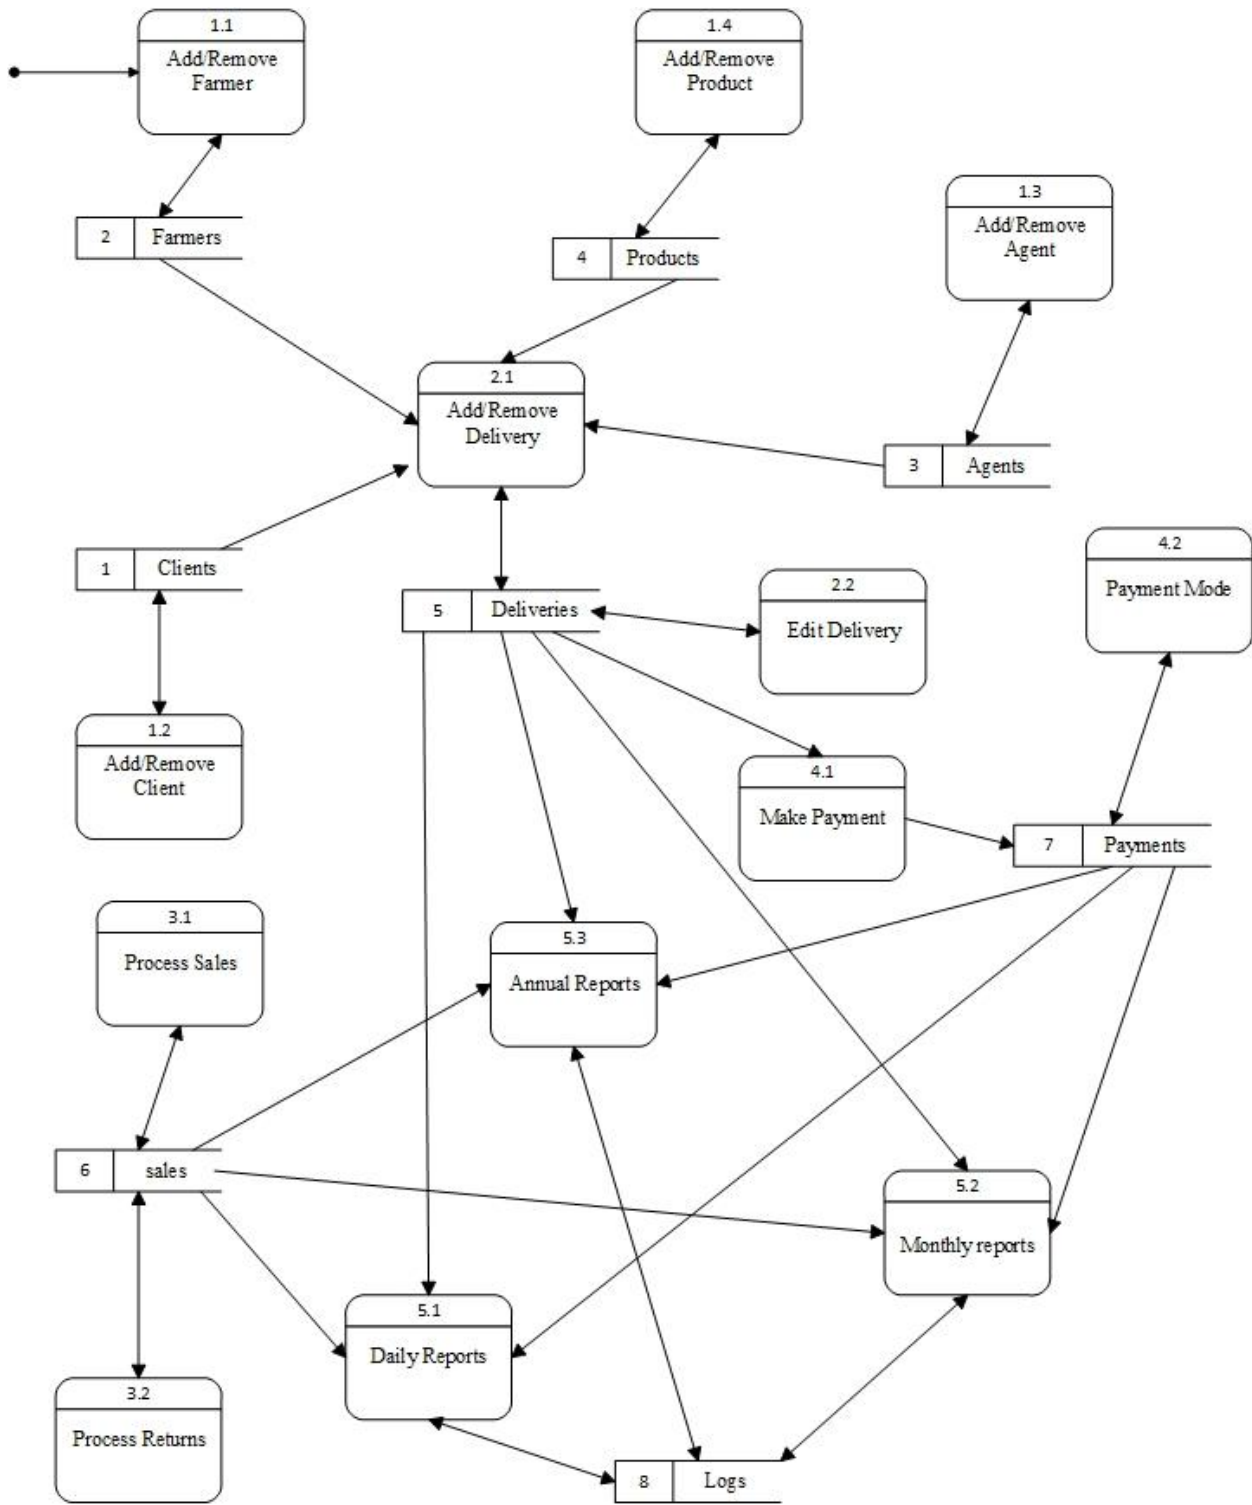 1.1
Add/Remove
Farmer
1.4
Add/Remove
Product
1.3
Add/Remove
Agent
2 Farmers
4 Products
2.1
Add/Remove
Delivery
3 Agents
1 Clients
4.2
Payment Mode
5 Deliveries
2.2
Edit Delivery
1.2
Add/Remove
Client
4.1
Make Payment
7 Payments
3.1
Process Sales
5.3
Annual Reports
6 sales
5.2
Monthly reports
5.1
Daily Reports
3.2
Process Returns
8 Logs